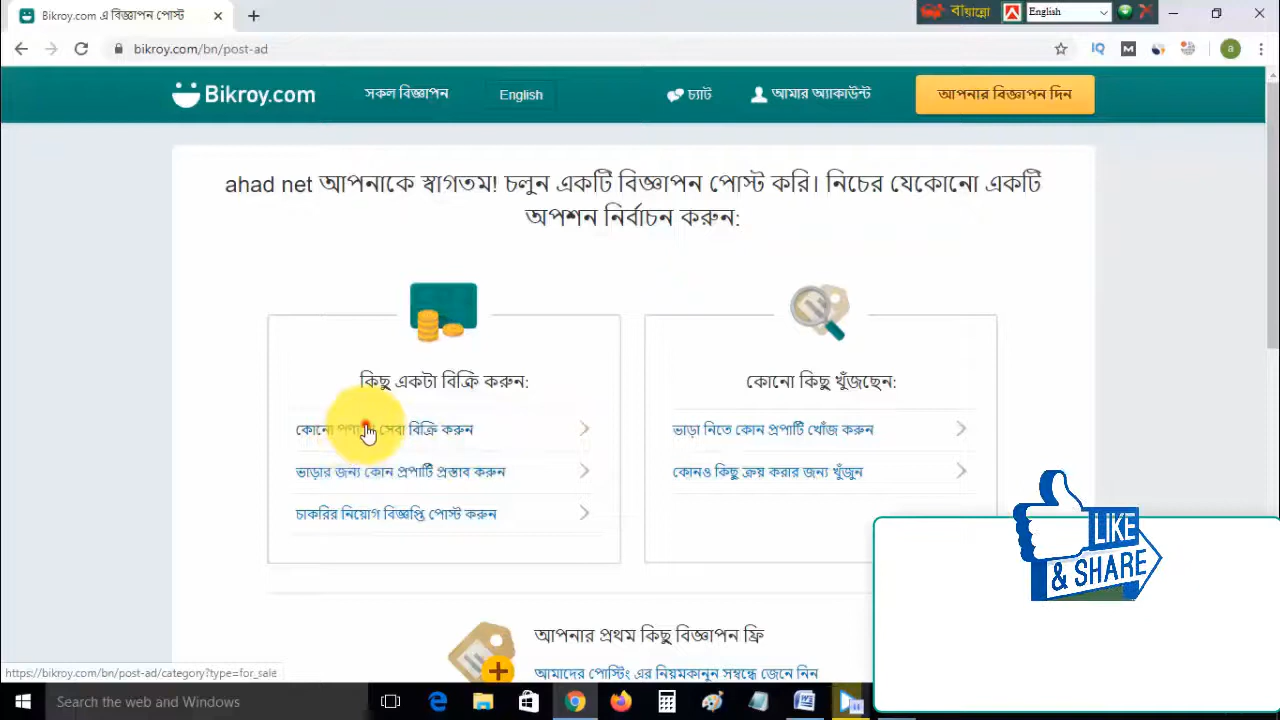 Bikroy.com এ বিজ্ঞাপন পোস্ট
বায়ান্নো
English
bikroy.com/bn/post-ad
IQ
M
a
Bikroy.com
সকল বিজ্ঞাপন
English
চ্যাট
আমার অ্যাকাউন্ট
আপনার বিজ্ঞাপন দিন
ahad net আপনাকে স্বাগতম! চলুন একটি বিজ্ঞাপন পোস্ট করি। নিচের যেকোনো একটি
অপশন নির্বাচন করুন:
কিছু একটা বিক্রি করুন:
কোনো কিছু খুঁজছেন:
কোনো সেবা বিক্রি করুন
ভাড়া নিতে কোন প্রপার্টি খোঁজ করুন
ভাড়ার জন্য কোন প্রপার্টি প্রস্তাব করুন
কোনও কিছু ক্রয় করার জন্য খুঁজুন
চাকরির নিয়োগ বিজ্ঞপ্তি পোস্ট করুন
LIKE
& SHARE
আপনার প্রথম কিছু বিজ্ঞাপন ফ্রি
আমাদের পোস্টিং এর নিয়মকানুন সম্বন্ধে জেনে নিন
https://bikroy.com/bn/post-ad/category?type=for_sale
Search the web and Windows